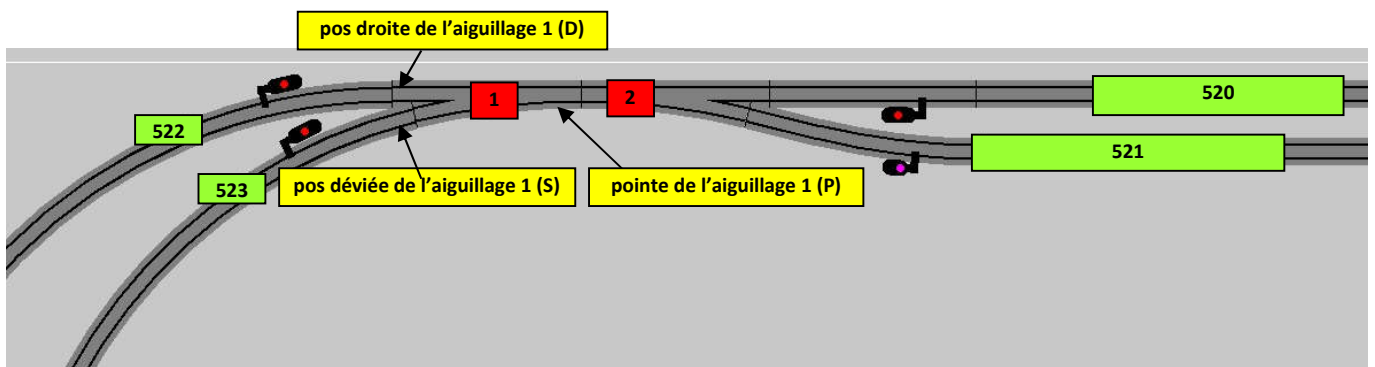 pos droite de l'aiguillage 1 (D)
1
2
520
522
521
523
pos déviée de l'aiguillage 1 (S)
pointe de l'aiguillage 1 (P)